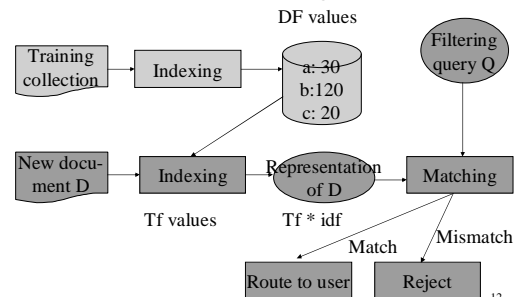 DF values
Training
collection
Indexing
a: 30
b:120
c: 20
Filtering
query Q
New docu-
ment D
Indexing
Representation
of D
Matching
Tf values
Tf * idf
Match
Mismatch
Route to user
Reject
12